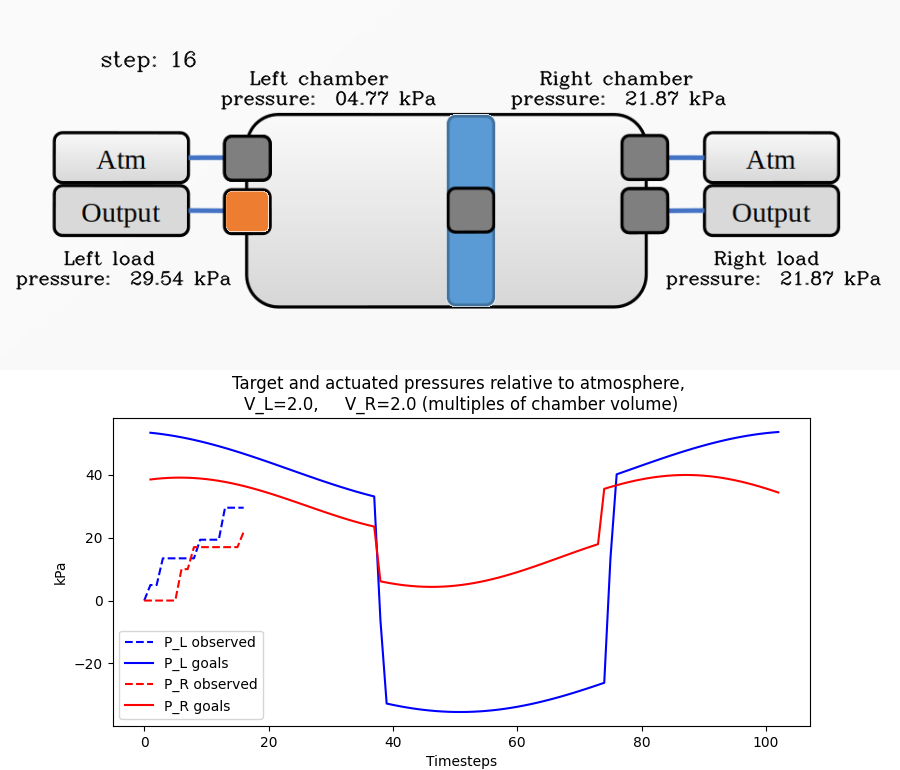 step: 16
Left chamber
pressure: 04.77 kPa
Right chamber
pressure: 21.87 kPa
Atm
Output
Atm
Output
Left load
pressure: 29.54 kPa
Right load
pressure: 21.87 kPa
Target and actuated pressures relative to atmosphere,
V_L=2.0, V_R=2.0 (multiples of chamber volume)
kPa
40
20
0
−20
P_L observed
P_L goals
P_R observed
P_R goals
0 20 40 60 80 100
Timesteps